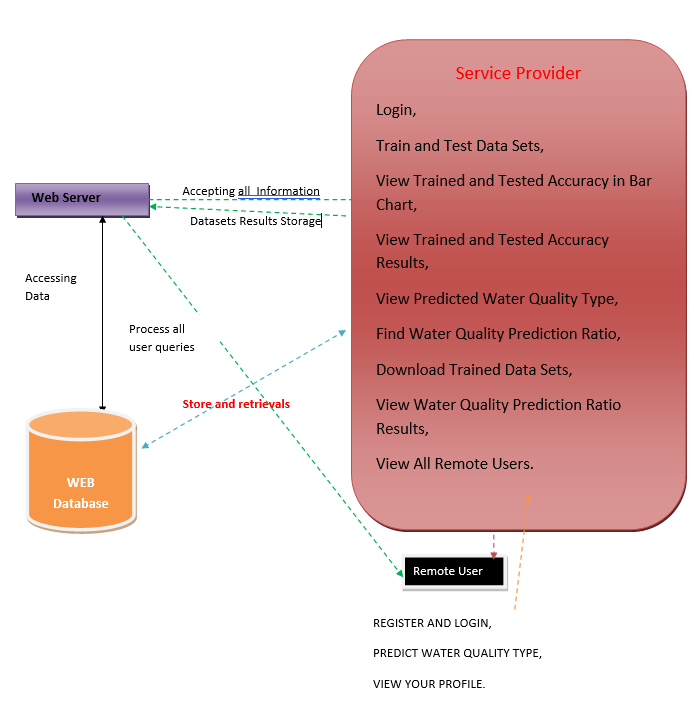 Service Provider
Login,
Train and Test Data Sets,
View Trained and Tested Accuracy in Bar
Chart,
View Trained and Tested Accuracy
Results,
View Predicted Water Quality Type,
Find Water Quality Prediction Ratio,
Download Trained Data Sets,
View Water Quality Prediction Ratio
Results,
View All Remote Users.
Web Server
Accepting all Information
Datasets Results Storage
Accessing
Data
Process all
user queries
Store and retrievals
WEB
Database
Remote User
REGISTER AND LOGIN,
PREDICT WATER QUALITY TYPE,
VIEW YOUR PROFILE.